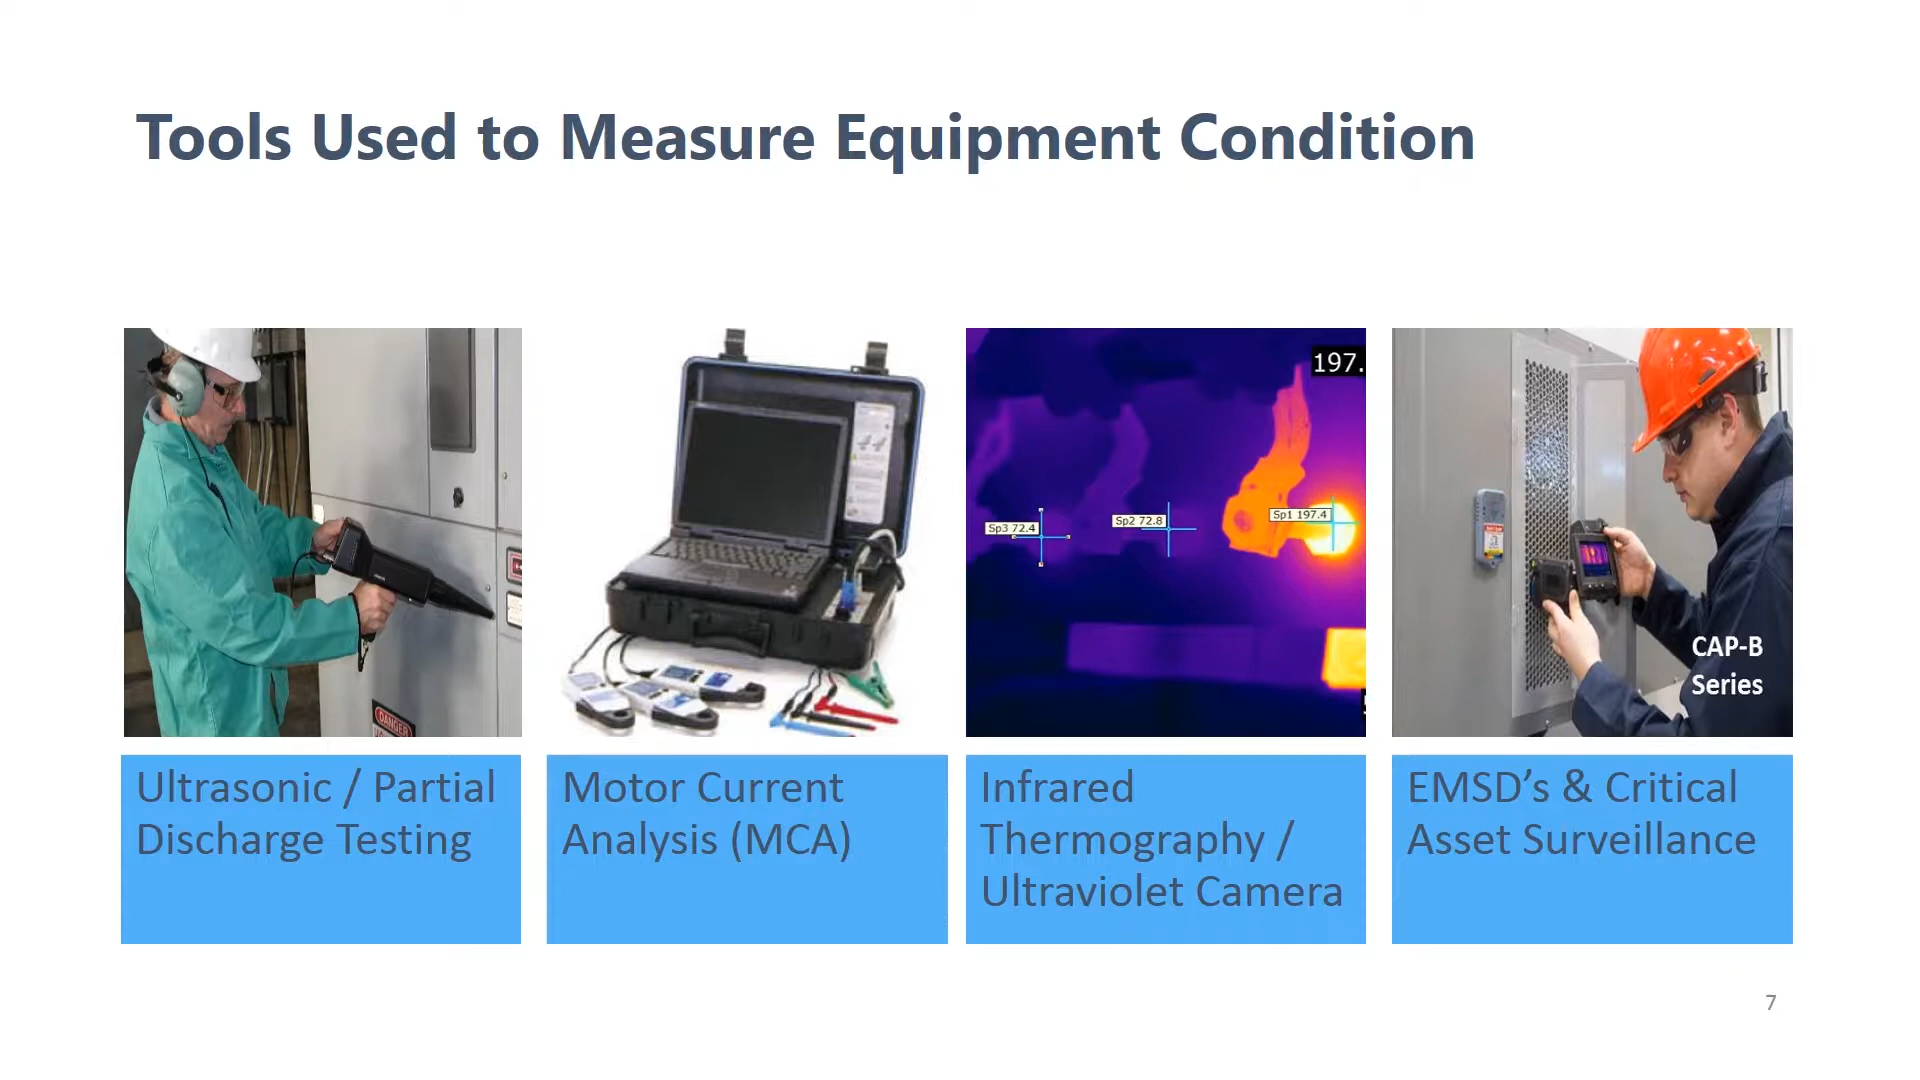 Tools Used to Measure Equipment Condition
197.
Sp3 72.4
Sp2 72.8
Sp1 197.4
CAP-B
Series
DANGER
Ultrasonic / Partial
Discharge Testing
Motor Current
Analysis (MCA)
Infrared
Thermography /
Ultraviolet Camera
EMSD’s & Critical
Asset Surveillance
7